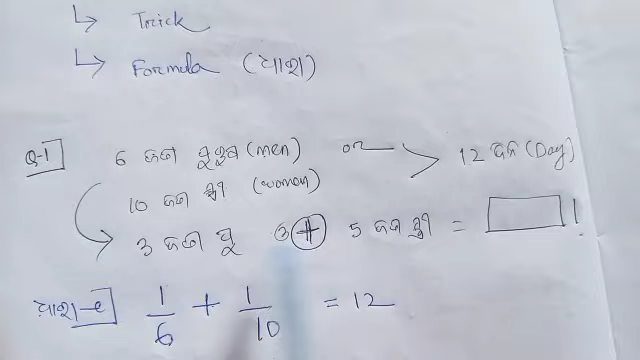 ↳ Trick
↳ Formula (ପାଖ)
Q-1 6 ଜଣ ପୁରୁଷ (men) or 12 ଦିନ (Day)
10 ଜଣ ସ୍ତ୍ରୀ (women)
3 ଜଣ ପୁ ଓ + 5 ଜଣ ସ୍ତ୍ରୀ = !
1/6 + 1/10 = 12